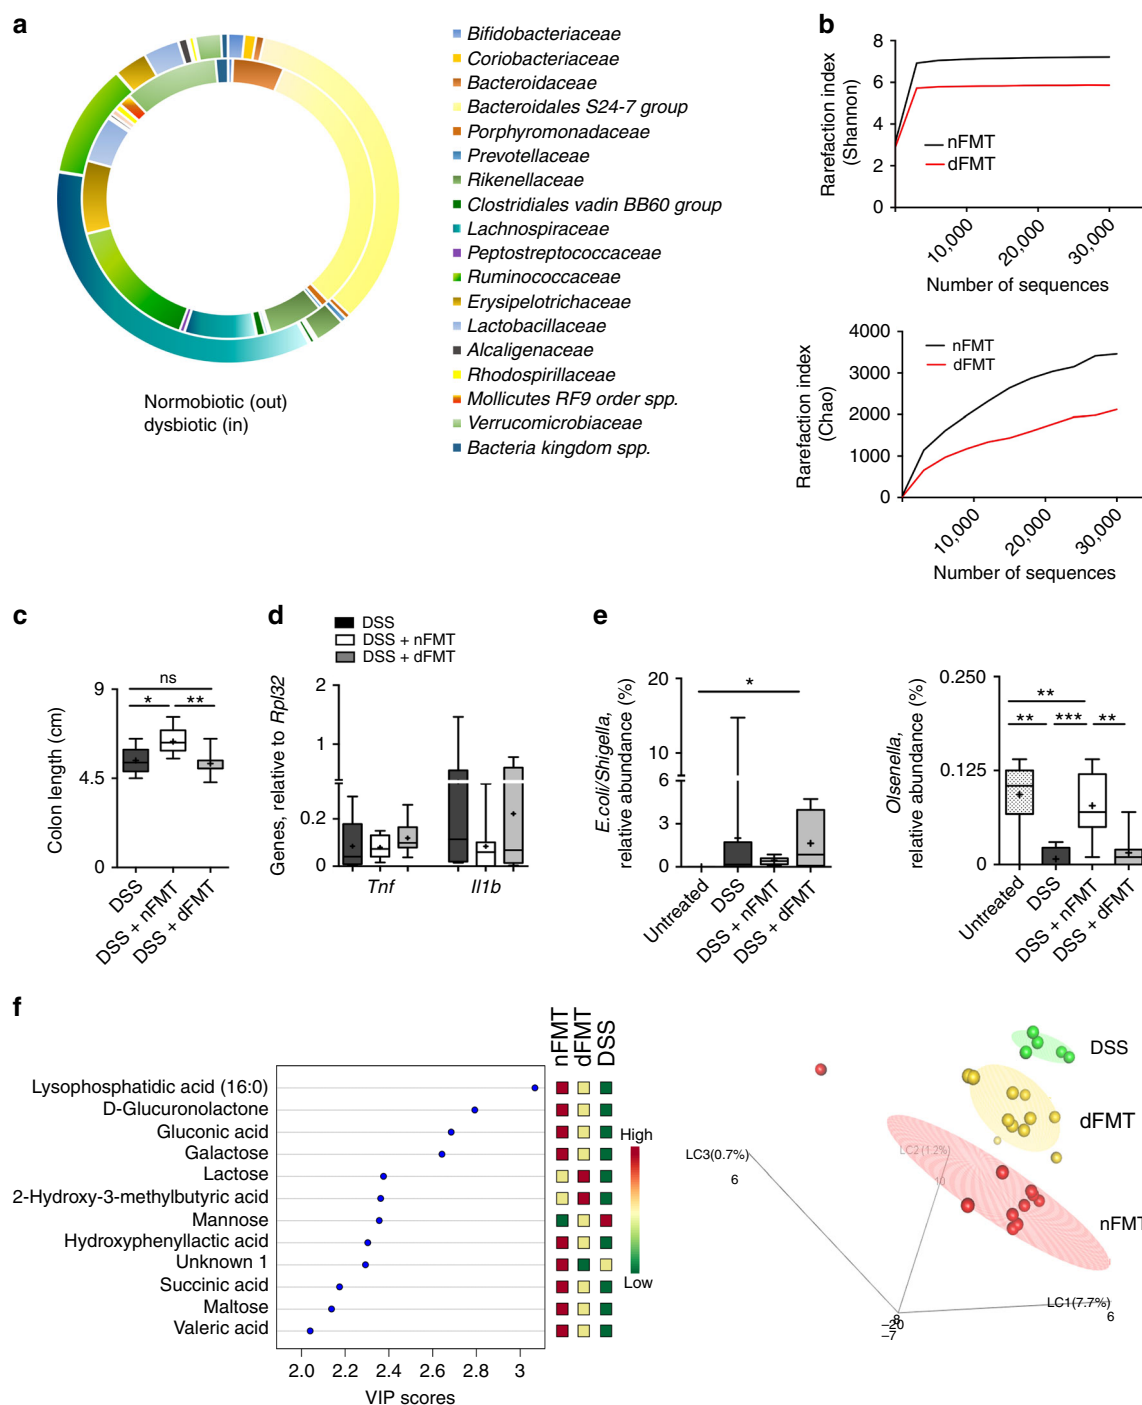 a
Bifidobacteriaceae
Coriobacteriaceae
Bacteroidaceae
Bacteroidales S24-7 group
Porphyromonadaceae
Prevotellaceae
Rikenellaceae
Clostridiales vadin BB60 group
Lachnospiraceae
Peptostreptococcaceae
Ruminococcaceae
Erysipelotrichaceae
Lactobacillaceae
Alcaligenaceae
Rhodospirillaceae
Mollicutes RF9 order spp.
Verrucomicrobiaceae
Bacteria kingdom spp.
Normobiotic (out)
dysbiotic (in)
b
Rarefaction index
(Shannon)
8
6
4
2
0
nFMT
dFMT
10,000
20,000
30,000
Number of sequences
Rarefaction index
(Chao)
4000
3000
2000
1000
0
nFMT
dFMT
10,000
20,000
30,000
Number of sequences
c
Colon length (cm)
9
4.5
0
ns
*
**
DSS
DSS + nFMT
DSS + dFMT
d
DSS
DSS + nFMT
DSS + dFMT
Genes, relative to Rpl32
2
1
0.2
0
Tnf
Il1b
e
E.coli/Shigella,
relative abundance (%)
20
10
6
3
0
*
Untreated
DSS
DSS + nFMT
DSS + dFMT
Olsenella,
relative abundance (%)
0.250
0.125
0
**
**
***
**
Untreated
DSS
DSS + nFMT
DSS + dFMT
f
nFMT
dFMT
DSS
Lysophosphatidic acid (16:0)
D-Glucuronolactone
Gluconic acid
Galactose
Lactose
2-Hydroxy-3-methylbutyric acid
Mannose
Hydroxyphenyllactic acid
Unknown 1
Succinic acid
Maltose
Valeric acid
2.0
2.2
2.4
2.6
2.8
3
VIP scores
High
Low
DSS
dFMT
nFMT
LC3(0.7%)
6
LC2 (1.2%)
10
LC1(7.7%)
6
-8
-20
-7